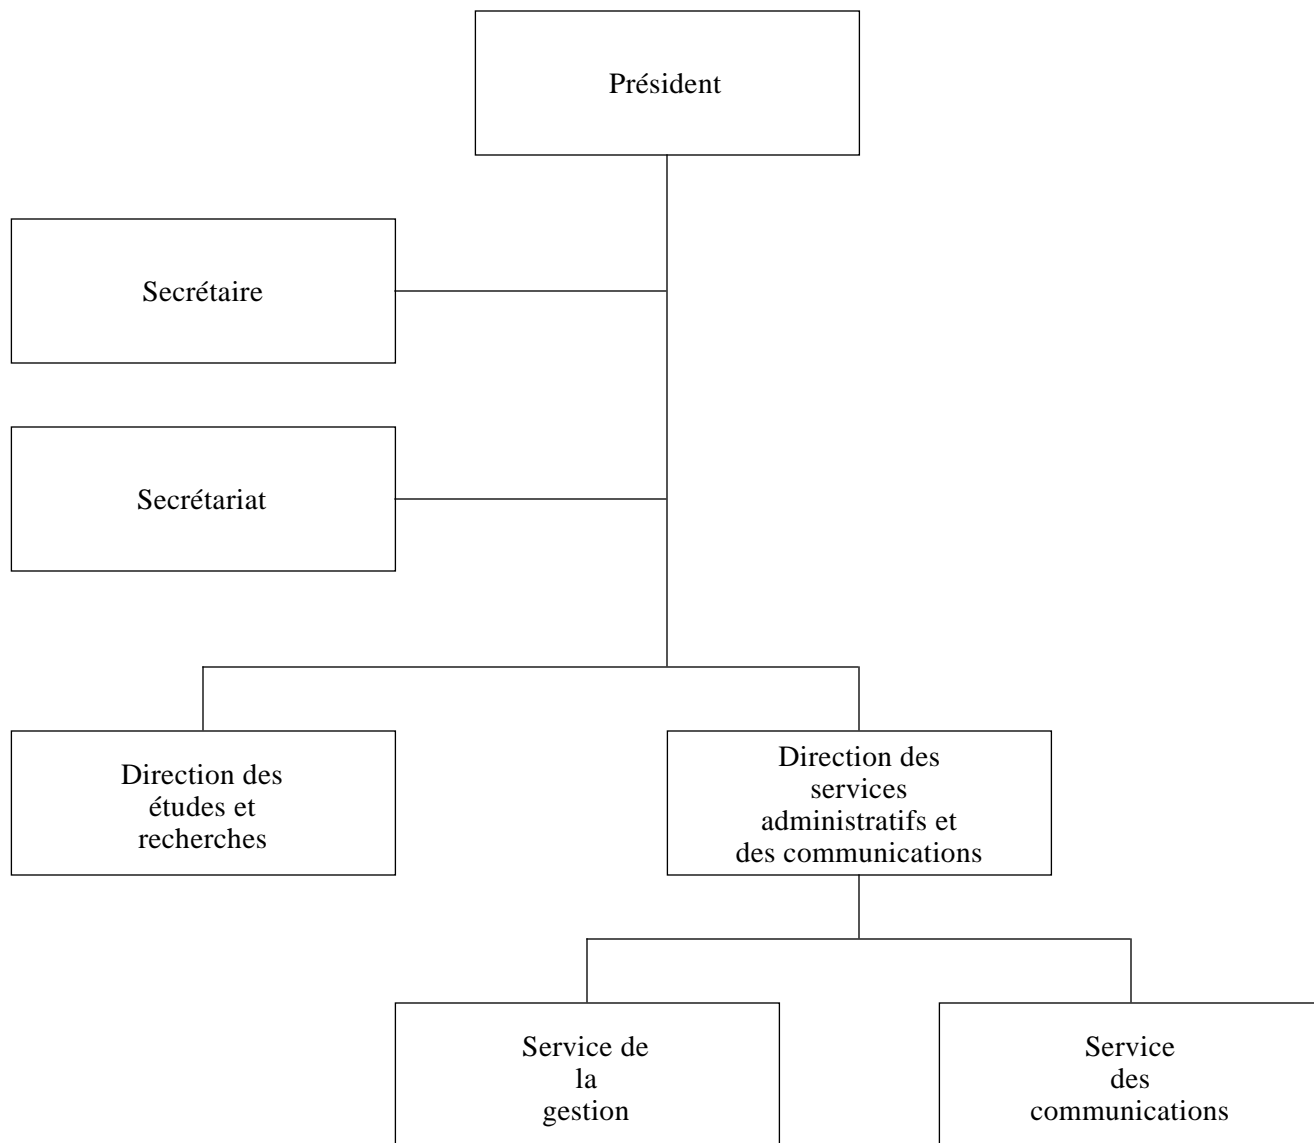 Président
Secrétaire
Secrétariat
Direction des
études et
recherches
Direction des
services
administratifs et
des communications
Service de
la
gestion
Service
des
communications